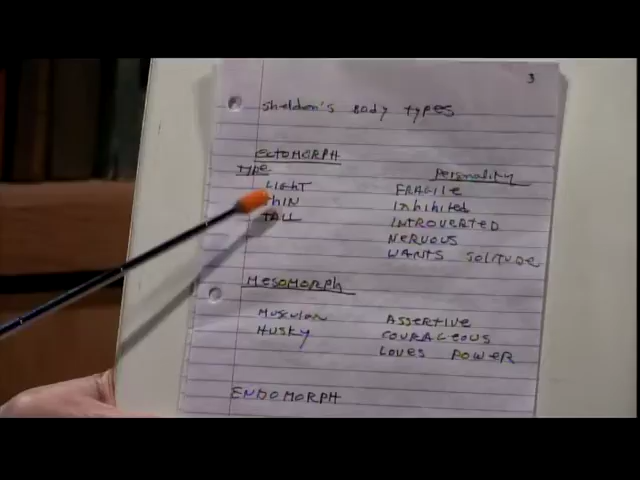 3
Sheldon's Body Types
ECTOMORPH
Type Personality
LIGHT FRAGILE
THIN Inhibited
TALL INTROVERTED
NERVOUS
WANTS SOLITUDE
MESOMORPH
Muscular ASSERTIVE
HUSKY COURAGEOUS
LOVES POWER
ENDOMORPH